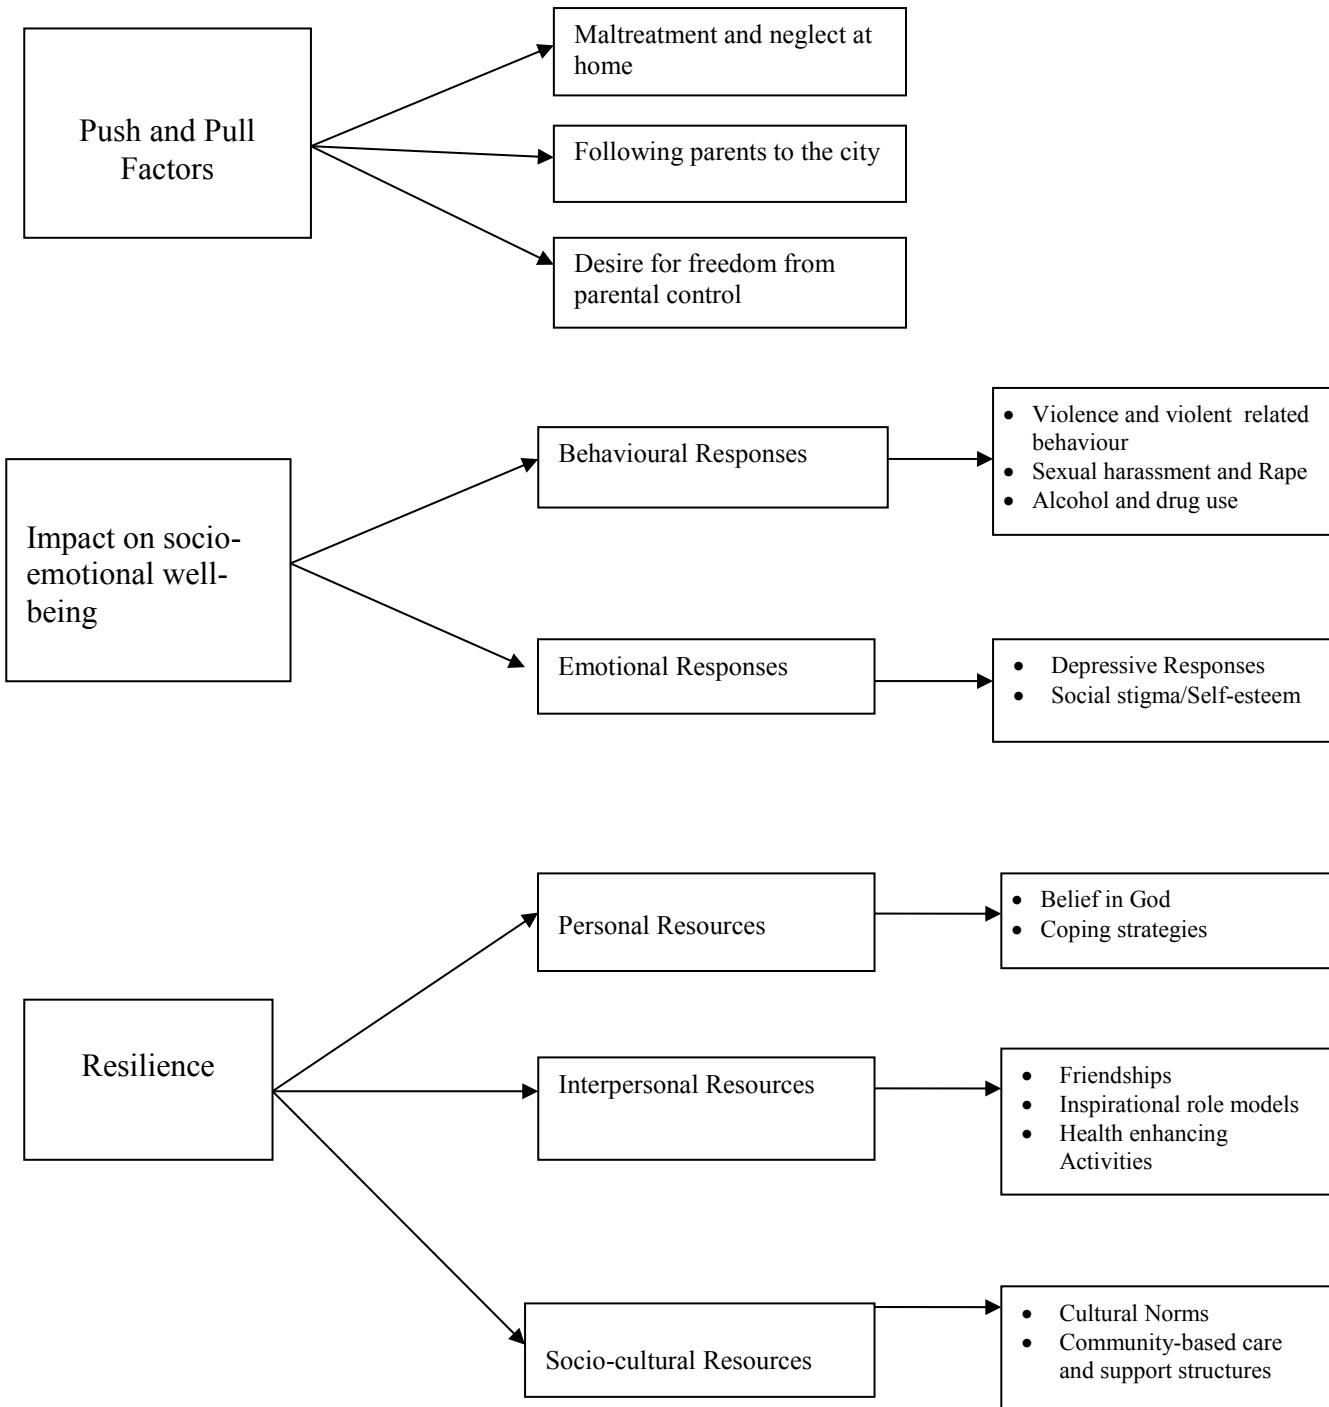 Push and Pull
Factors
Maltreatment and neglect at
home
Following parents to the city
Desire for freedom from
parental control
Impact on socio-
emotional well-
being
Behavioural Responses
• Violence and violent related
behaviour
• Sexual harassment and Rape
• Alcohol and drug use
Emotional Responses
• Depressive Responses
• Social stigma/Self-esteem
Resilience
Personal Resources
• Belief in God
• Coping strategies
Interpersonal Resources
• Friendships
• Inspirational role models
• Health enhancing
Activities
Socio-cultural Resources
• Cultural Norms
• Community-based care
and support structures